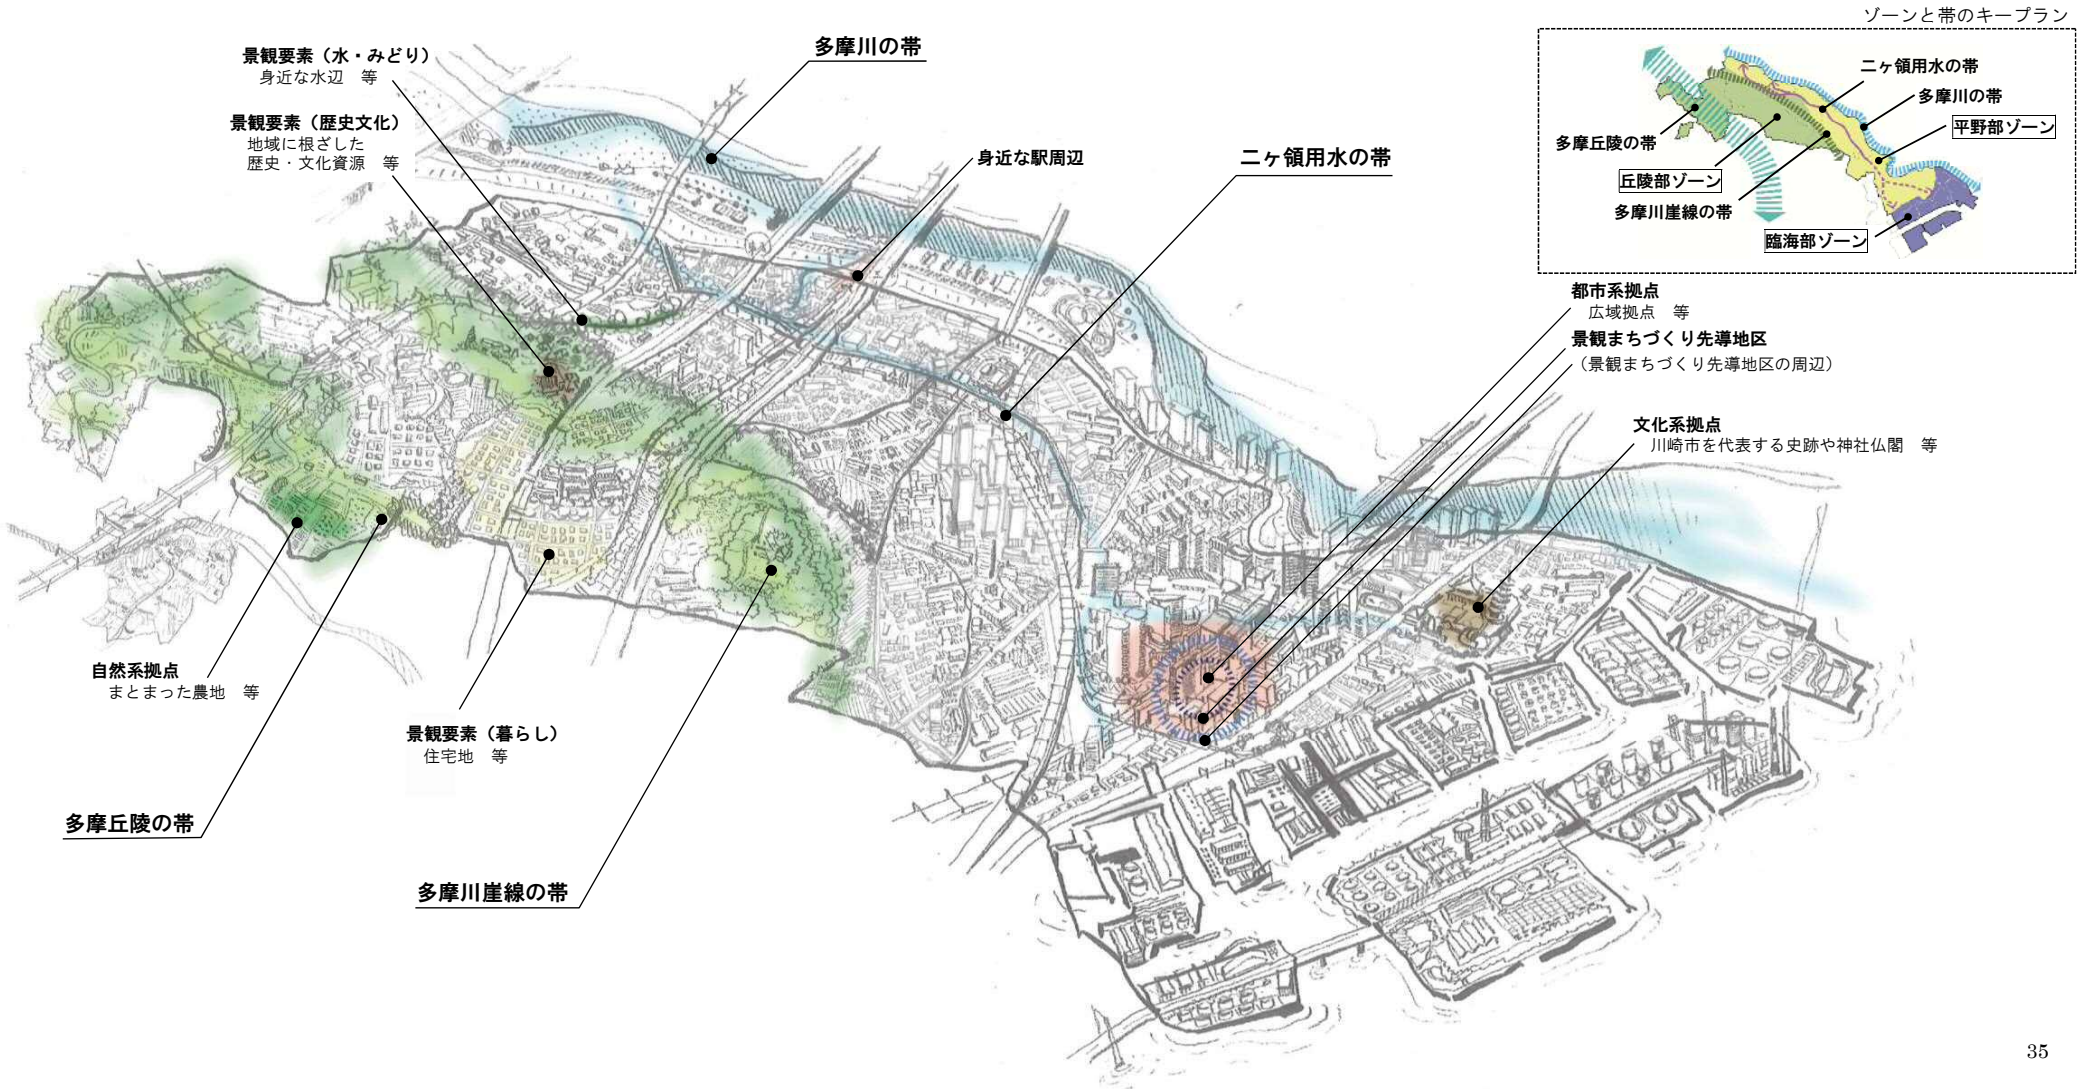 ゾーンと帯のキープラン
二ヶ領用水の帯
多摩川の帯
平野部ゾーン
多摩丘陵の帯
丘陵部ゾーン
多摩川崖線の帯
臨海部ゾーン
景観要素（水・みどり）
身近な水辺　等
景観要素（歴史文化）
地域に根ざした
歴史・文化資源　等
多摩川の帯
身近な駅周辺
二ヶ領用水の帯
都市系拠点
広域拠点　等
景観まちづくり先導地区
（景観まちづくり先導地区の周辺）
文化系拠点
川崎市を代表する史跡や神社仏閣　等
自然系拠点
まとまった農地　等
景観要素（暮らし）
住宅地　等
多摩丘陵の帯
多摩川崖線の帯
35